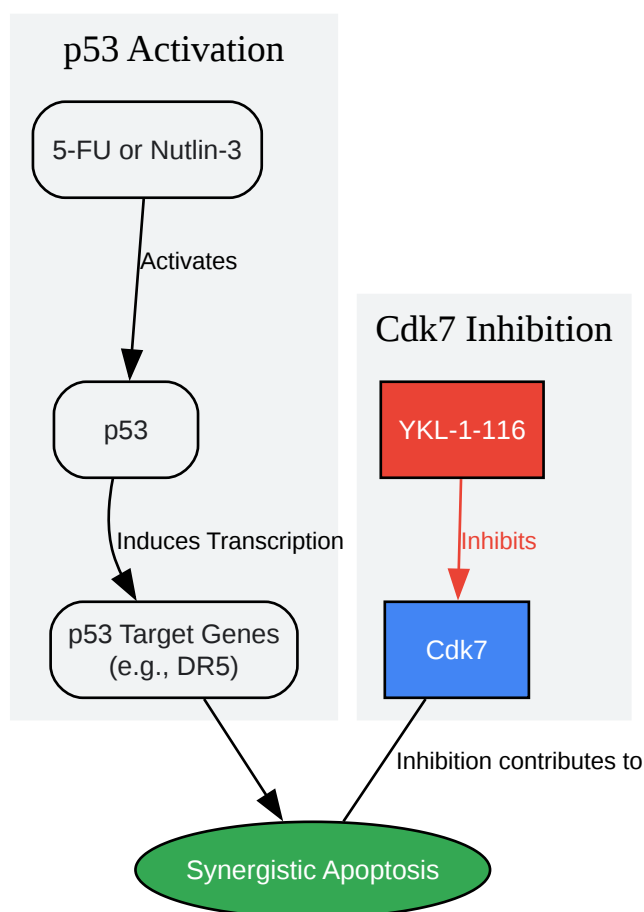 p53 Activation
5-FU or Nutlin-3
Activates
p53
Induces Transcription
p53 Target Genes
(e.g., DR5)
Cdk7 Inhibition
YKL-1-116
Inhibits
Cdk7
Inhibition contributes to
Synergistic Apoptosis